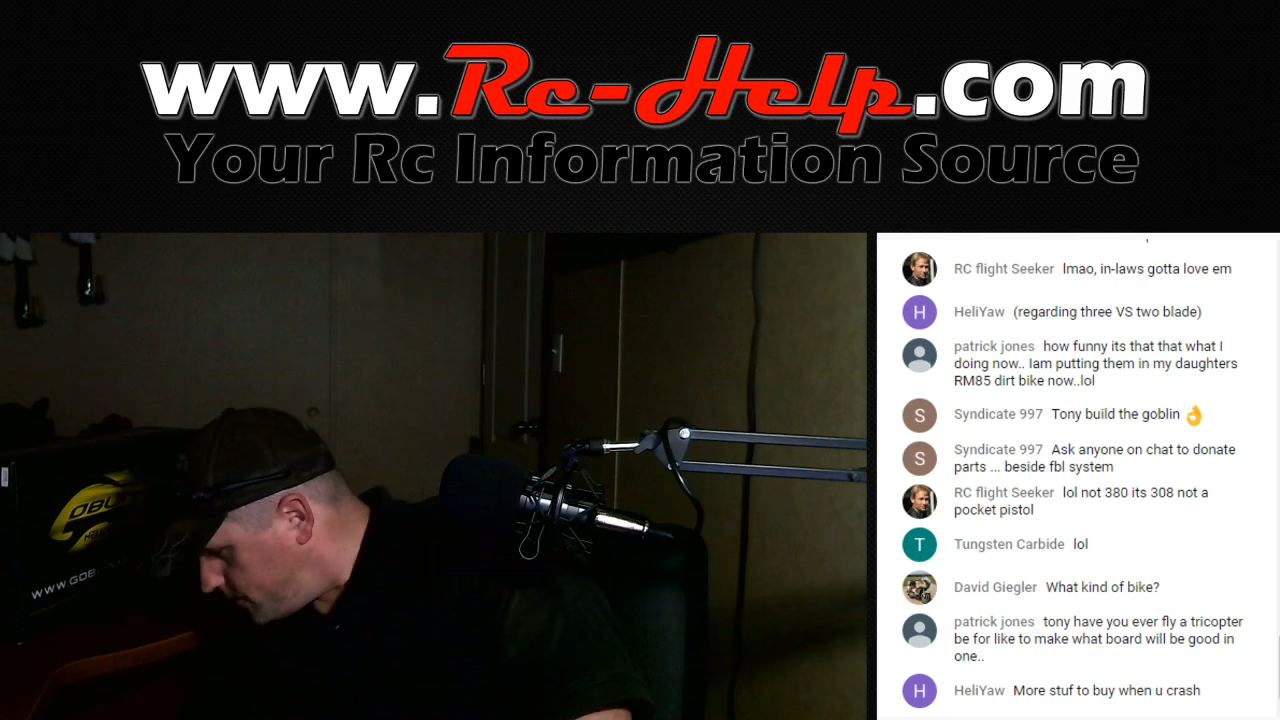 www.Rc-Help.com
Your Rc Information Source
RC flight Seeker lmao, in-laws gotta love em
H HeliYaw (regarding three VS two blade)
patrick jones how funny its that that what I
doing now.. Iam putting them in my daughters
RM85 dirt bike now..lol
S Syndicate 997 Tony build the goblin 👌
S Syndicate 997 Ask anyone on chat to donate
parts ... beside fbl system
RC flight Seeker lol not 380 its 308 not a
pocket pistol
T Tungsten Carbide lol
David Giegler What kind of bike?
patrick jones tony have you ever fly a tricopter
be for like to make what board will be good in
one..
H HeliYaw More stuf to buy when u crash
WWW.GOB